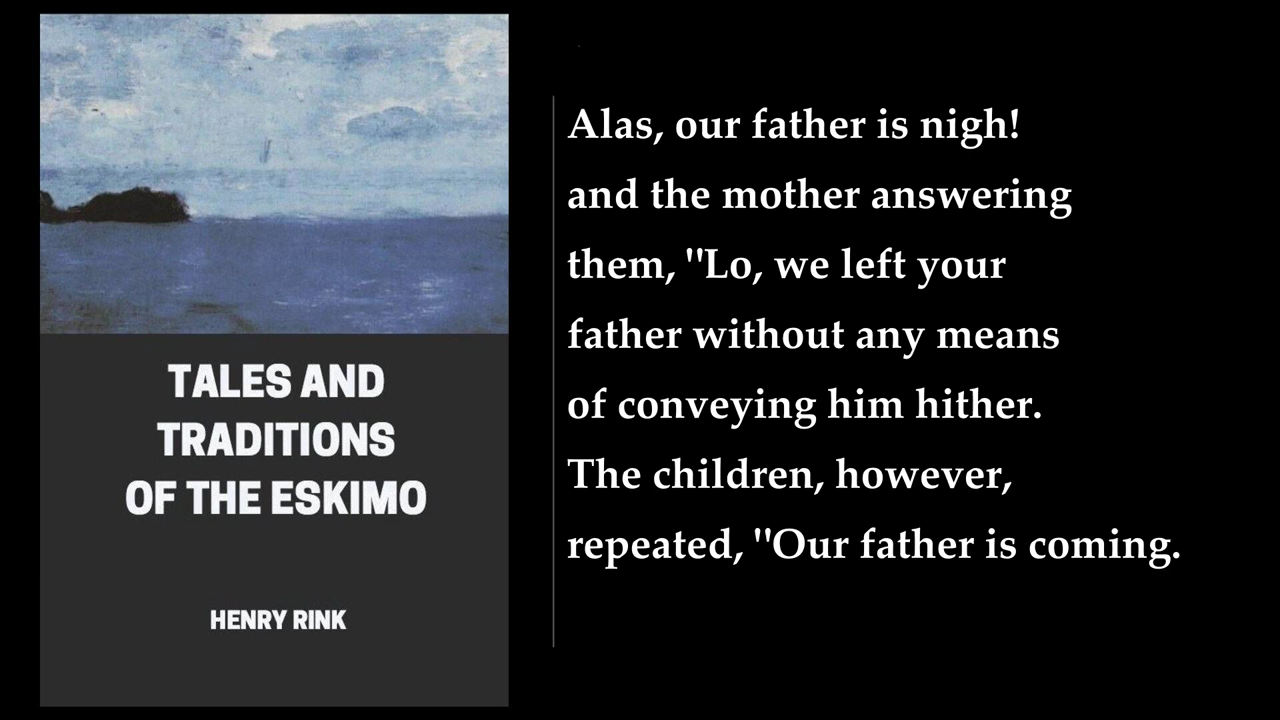 TALES AND
TRADITIONS
OF THE ESKIMO
HENRY RINK
Alas, our father is nigh!
and the mother answering
them, "Lo, we left your
father without any means
of conveying him hither.
The children, however,
repeated, "Our father is coming.